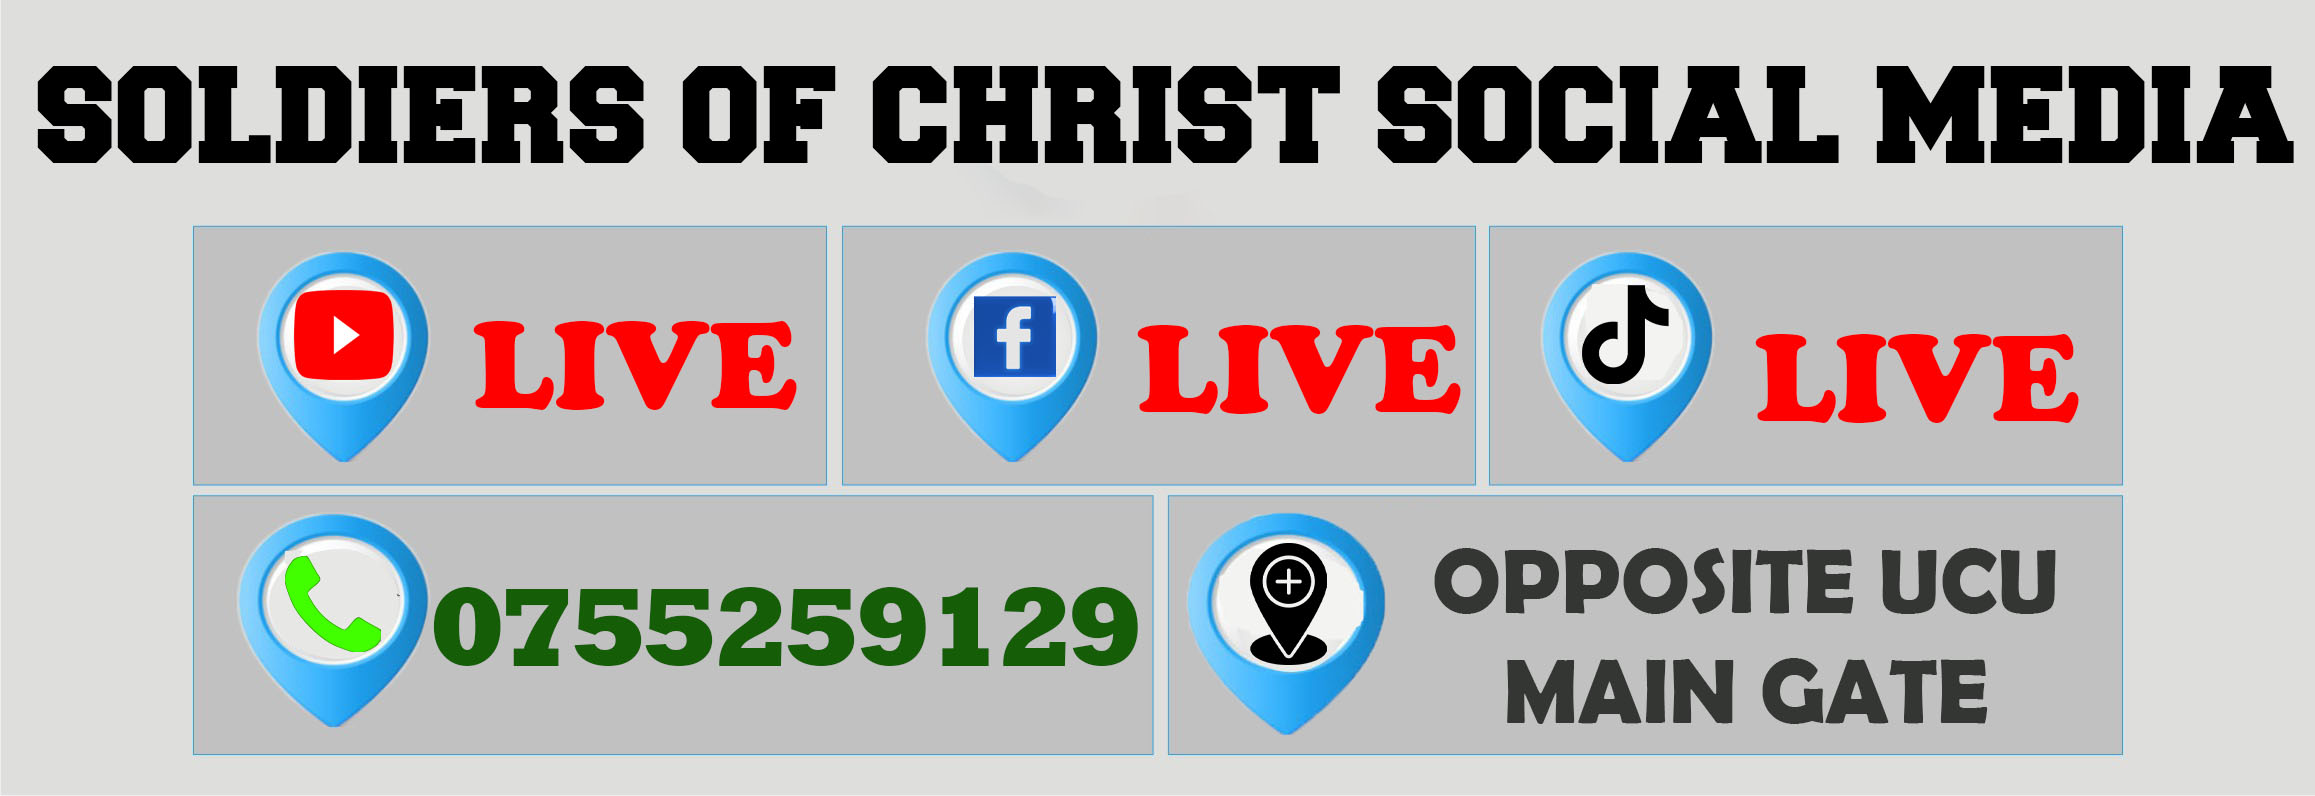 SOLDIERS OF CHRIST SOCIAL MEDIA
LIVE
LIVE
LIVE
0755259129
OPPOSITE UCU
MAIN GATE